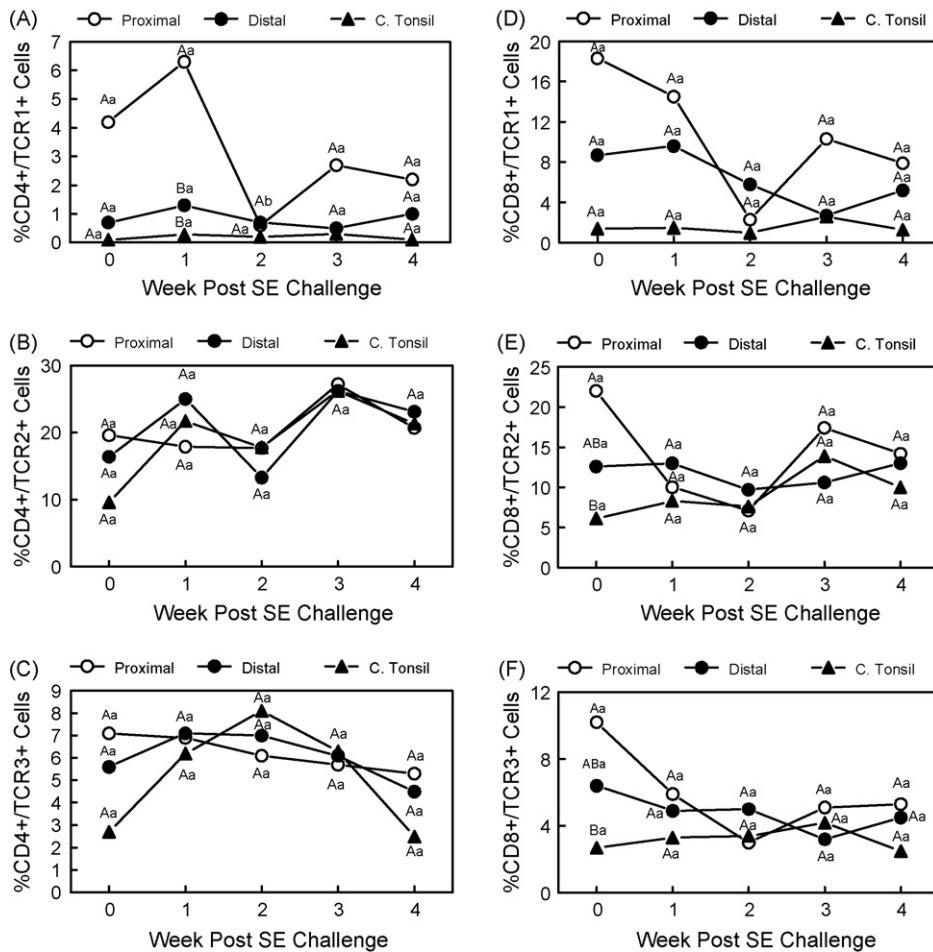 (A)
Proximal Distal C. Tonsil
%CD4+/TCR1+ Cells
7
6
5
4
3
2
1
0
Aa Aa Ab Aa Aa
Aa Ba Aa Aa Aa
Aa Ba Aa
0 1 2 3 4
Week Post SE Challenge
(D)
Proximal Distal C. Tonsil
%CD8+/TCR1+ Cells
20
16
12
8
4
0
Aa Aa Aa Aa Aa
Aa Aa Aa Aa Aa
Aa Aa Aa
0 1 2 3 4
Week Post SE Challenge
(B)
Proximal Distal C. Tonsil
%CD4+/TCR2+ Cells
30
20
10
0
Aa Aa Aa Aa Aa
Aa Aa Aa Aa
Aa Aa Aa
0 1 2 3 4
Week Post SE Challenge
(E)
Proximal Distal C. Tonsil
%CD8+/TCR2+ Cells
25
20
15
10
5
0
Aa Aa Aa Aa Aa
ABa Aa Aa Aa
Ba Aa Aa Aa
0 1 2 3 4
Week Post SE Challenge
(C)
Proximal Distal C. Tonsil
%CD4+/TCR3+ Cells
9
8
7
6
5
4
3
2
1
0
Aa Aa Aa Aa Aa
Aa Aa Aa Aa
Aa Aa Aa Aa
0 1 2 3 4
Week Post SE Challenge
(F)
Proximal Distal C. Tonsil
%CD8+/TCR3+ Cells
12
8
4
0
Aa Aa Aa Aa Aa
ABa Aa Aa Aa Aa
Ba Aa Aa Aa
0 1 2 3 4
Week Post SE Challenge